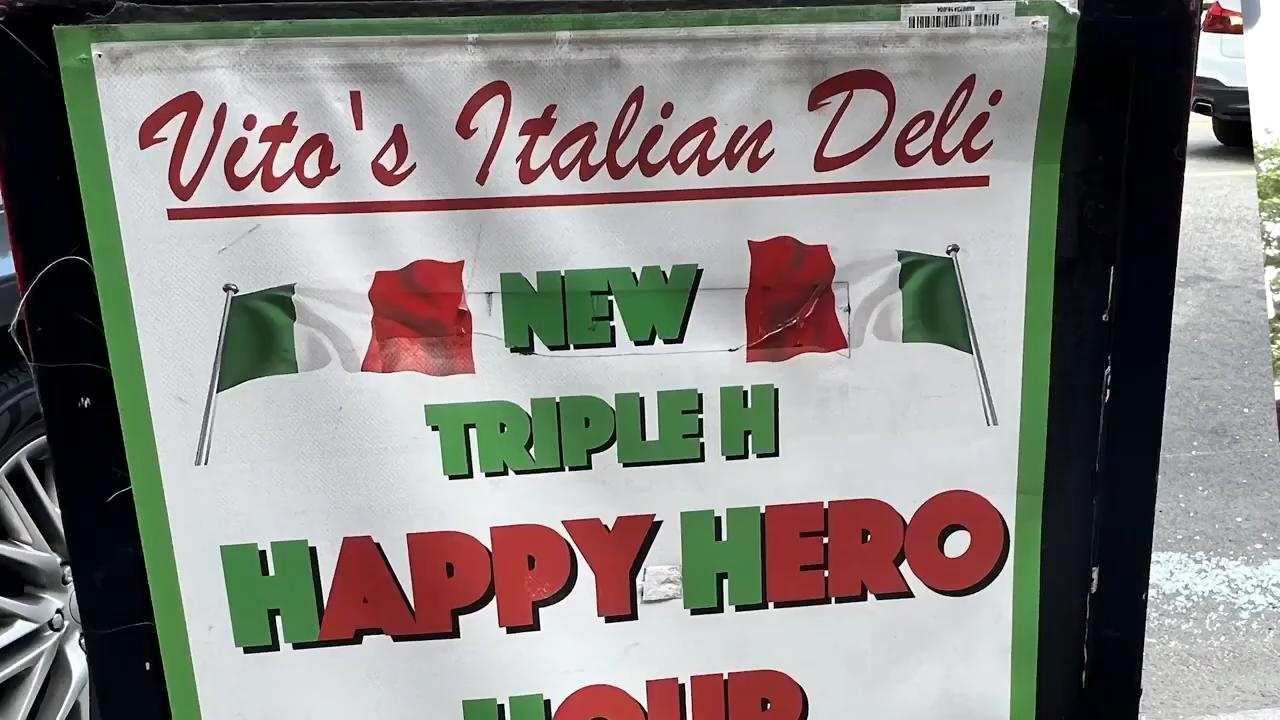 Vito's Italian Deli
NEW
TRIPLE H
HAPPY HERO
HOUR